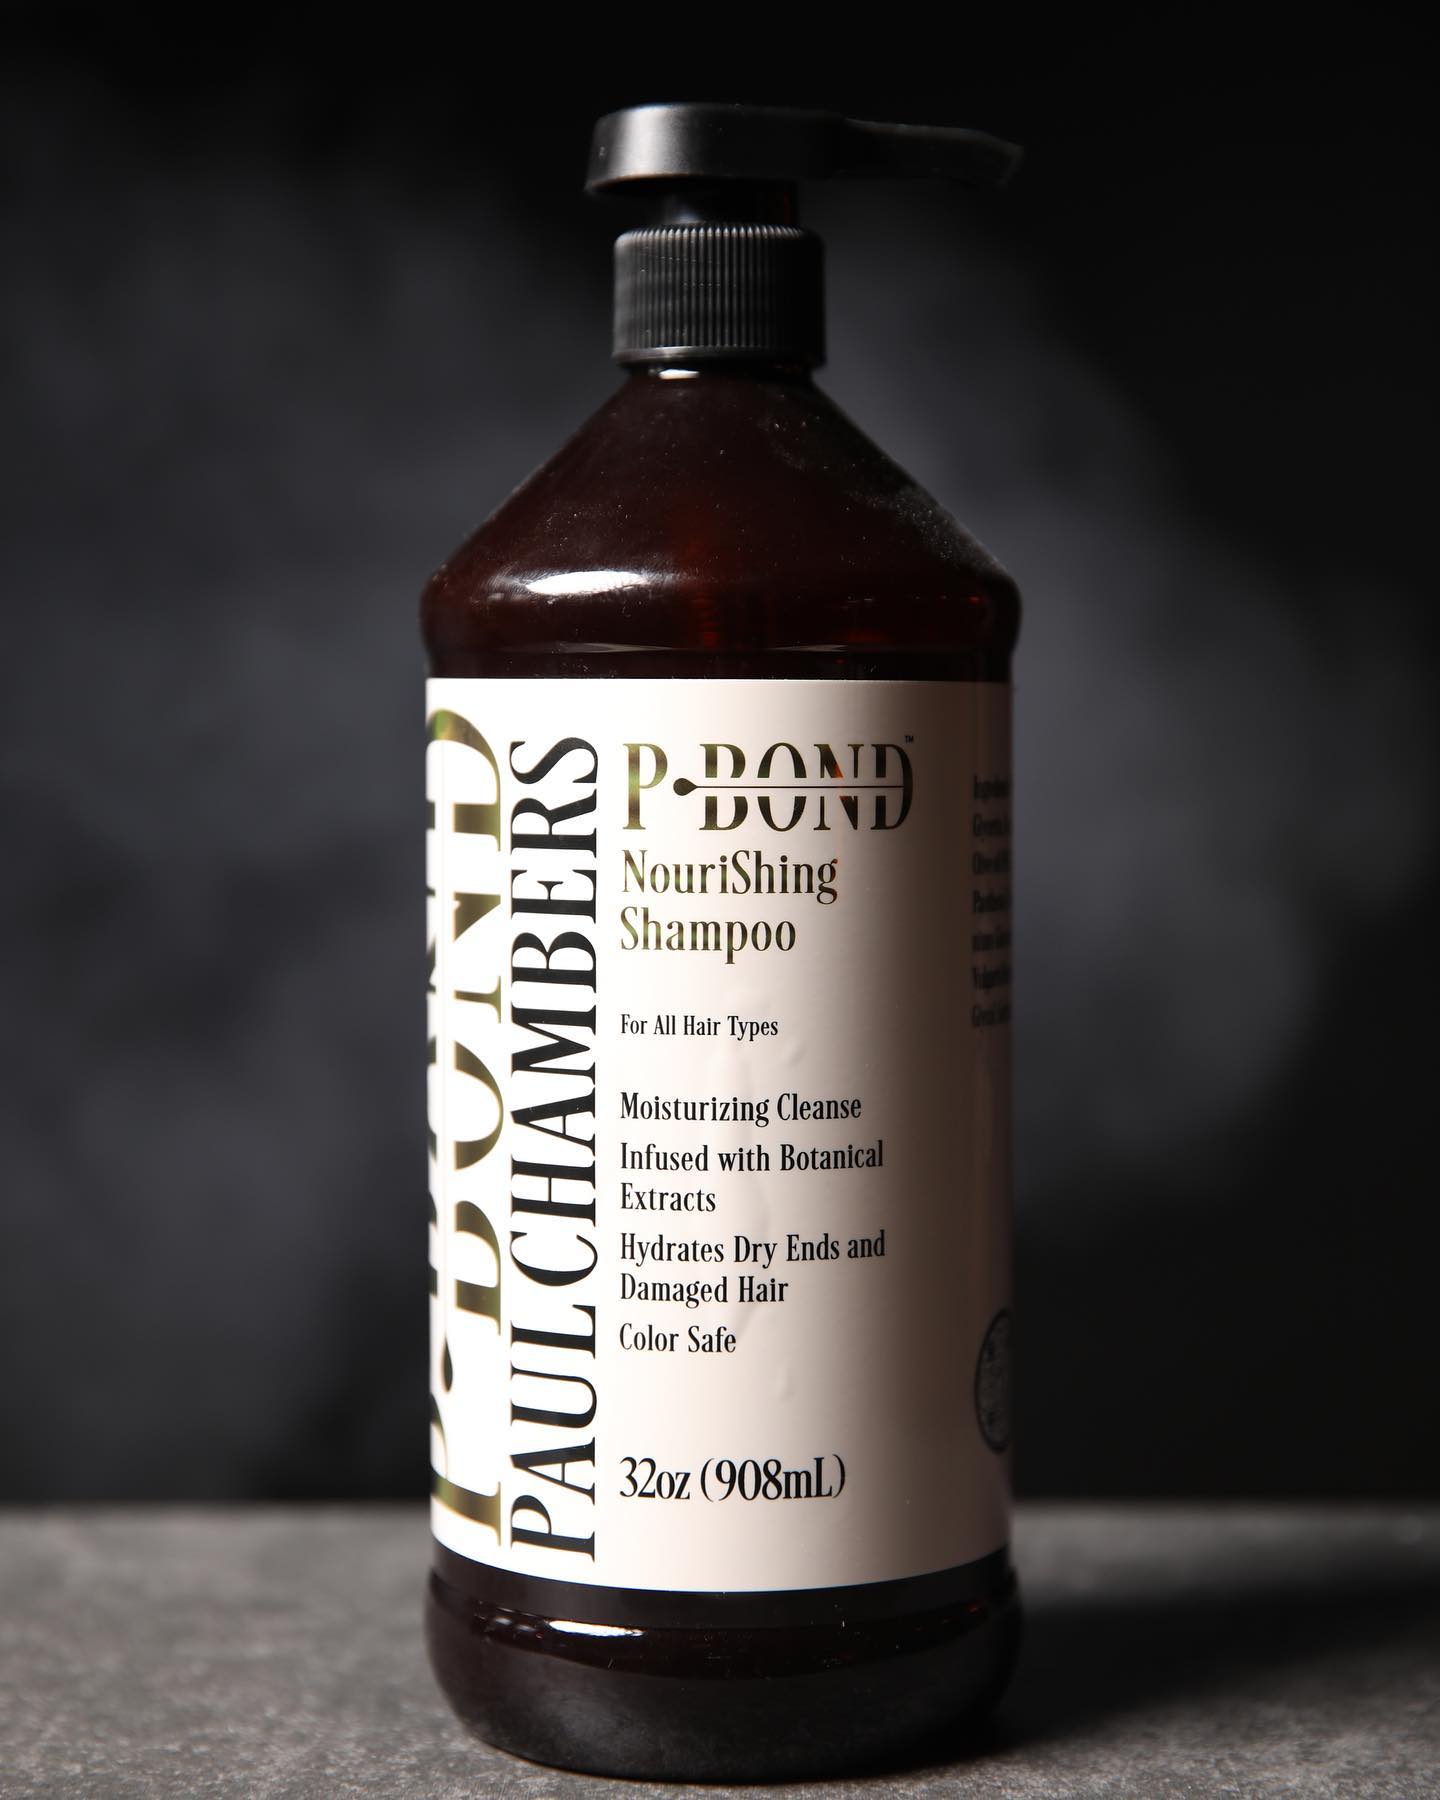 P•BOND
PAUL CHAMBERS
P•BOND™
NouriShing
Shampoo
For All Hair Types
Moisturizing Cleanse
Infused with Botanical
Extracts
Hydrates Dry Ends and
Damaged Hair
Color Safe
32oz (908mL)